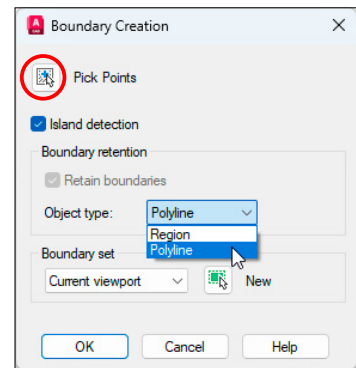 Boundary Creation
Pick Points
Island detection
Boundary retention
Retain boundaries
Object type: Polyline
Region
Polyline
Boundary set
Current viewport New
OK Cancel Help